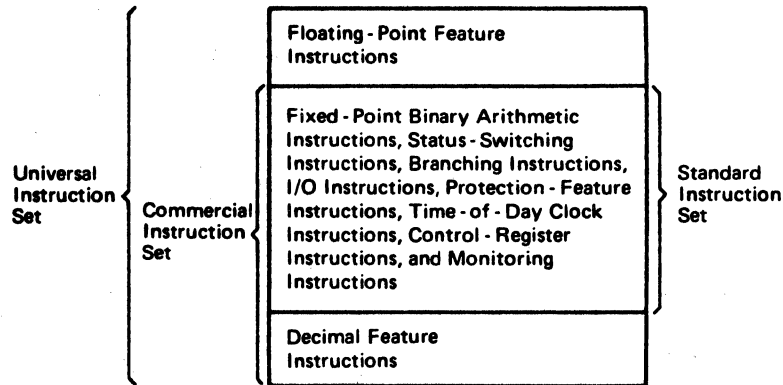 Floating - Point Feature
Instructions
Fixed - Point Binary Arithmetic
Instructions, Status - Switching
Instructions, Branching Instructions,
I/O Instructions, Protection - Feature
Instructions, Time - of - Day Clock
Instructions, Control - Register
Instructions, and Monitoring
Instructions
Decimal Feature
Instructions
Universal
Instruction
Set
Commercial
Instruction
Set
Standard
Instruction
Set